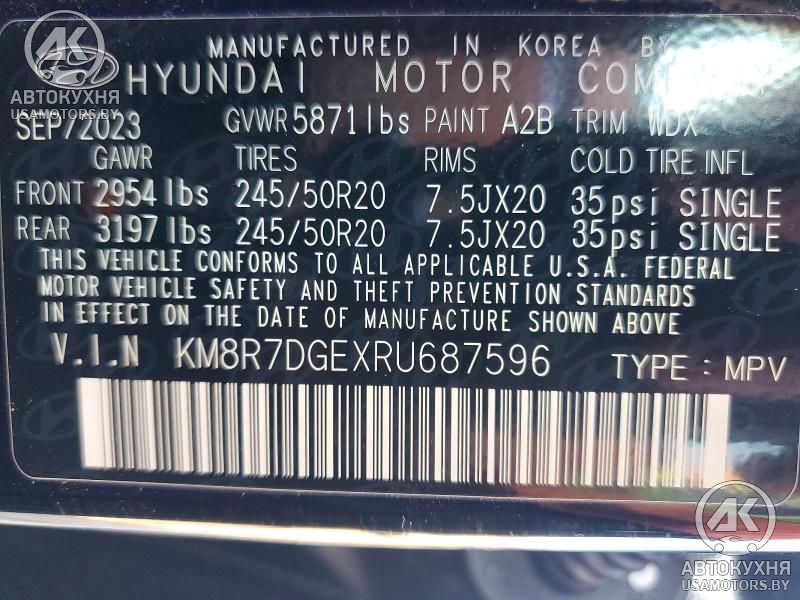 MANUFACTURED IN KOREA BY
HYUNDAI MOTOR COMPANY
АК
АВТОКУХНЯ
USAMOTORS.BY
SEP/2023 GVWR 5871lbs PAINT A2B TRIM WDX
GAWR TIRES RIMS COLD TIRE INFL
FRONT 2954 lbs 245/50R20 7.5JX20 35psi SINGLE
REAR 3197 lbs 245/50R20 7.5JX20 35psi SINGLE
THIS VEHICLE CONFORMS TO ALL APPLICABLE U.S.A. FEDERAL
MOTOR VEHICLE SAFETY AND THEFT PREVENTION STANDARDS
IN EFFECT ON THE DATE OF MANUFACTURE SHOWN ABOVE.
V.I.N KM8R7DGEXRU687596 TYPE : MPV
АК
АВТОКУХНЯ
USAMOTORS.BY